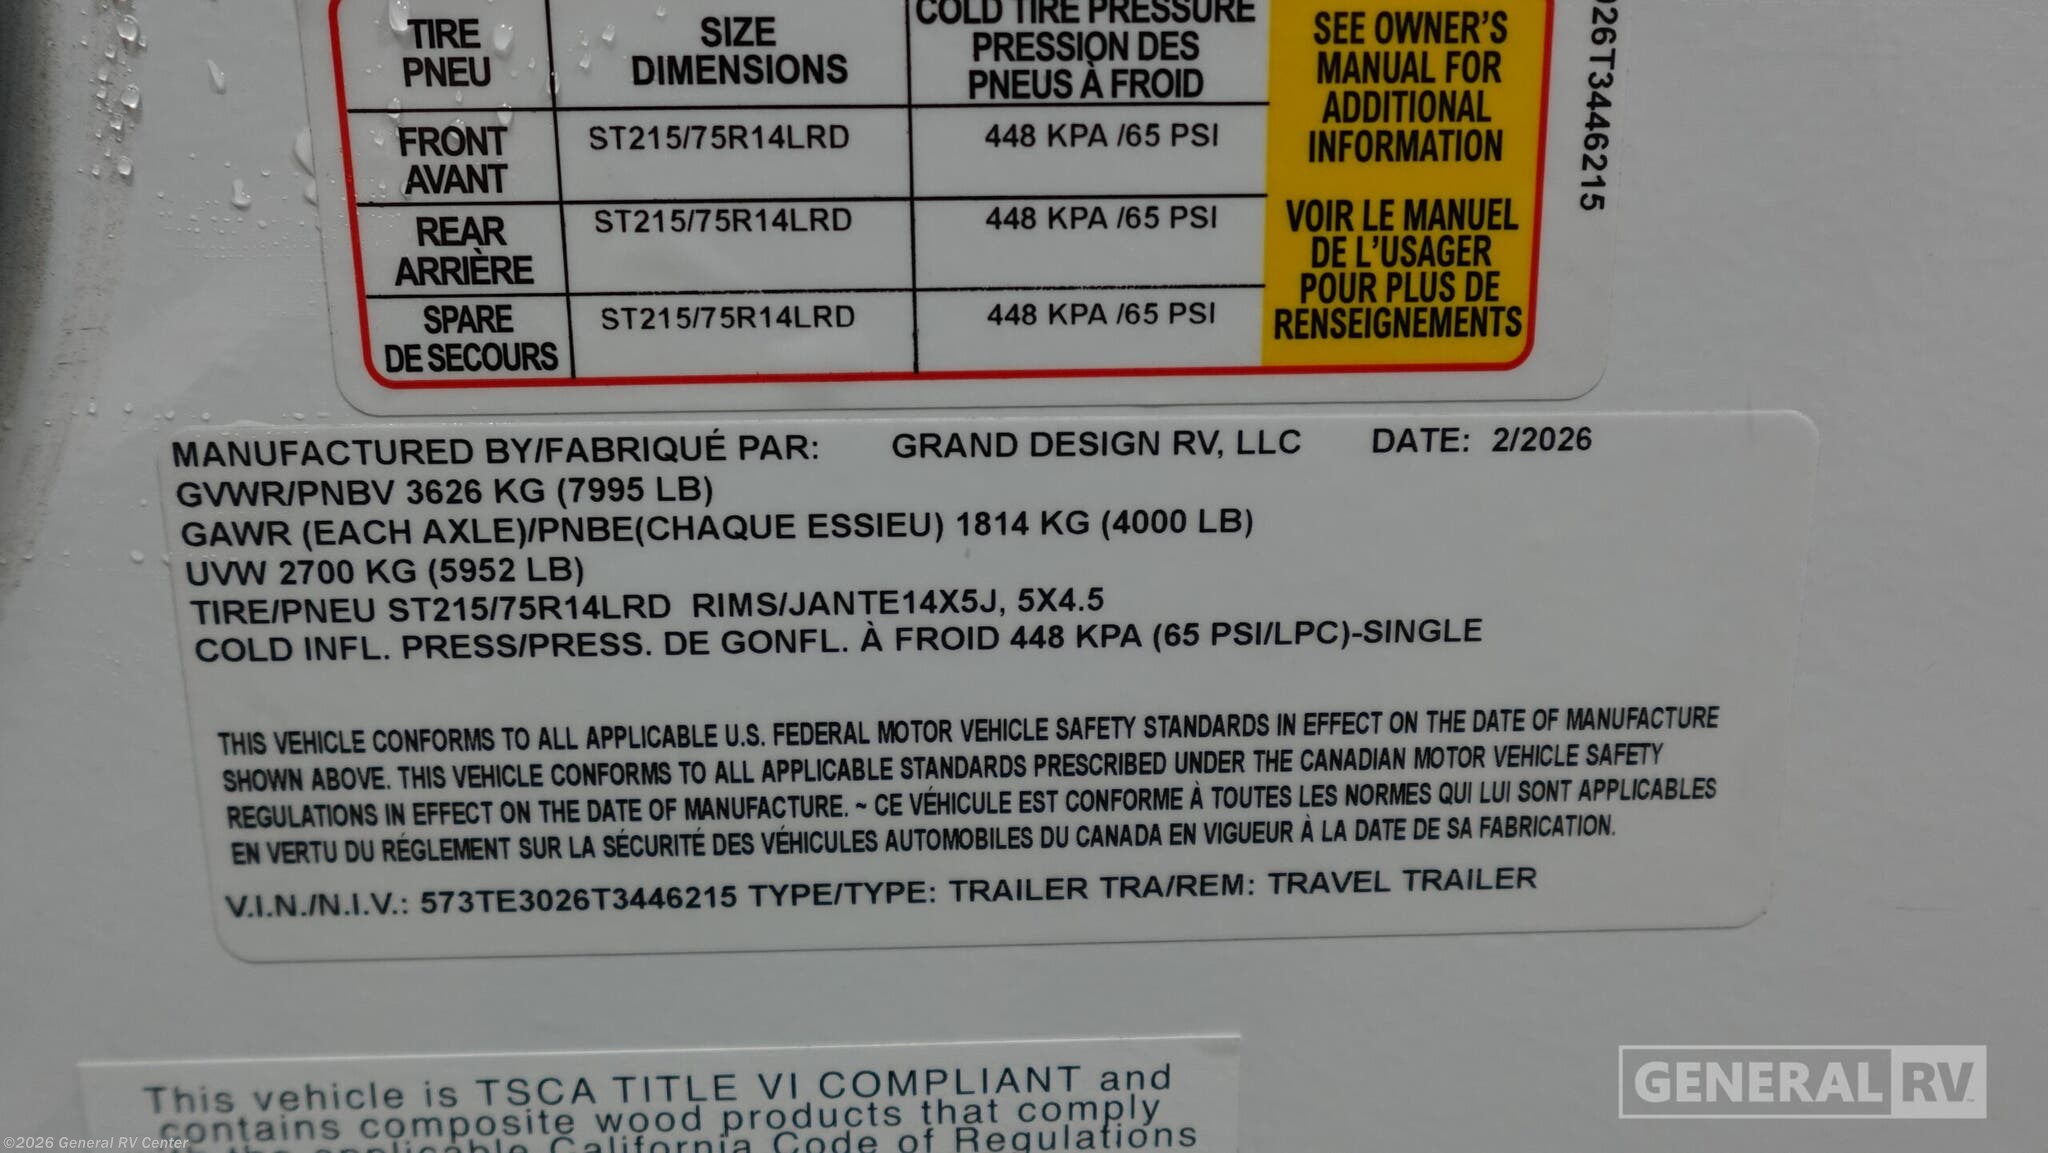 TIRE
PNEU
SIZE
DIMENSIONS
COLD TIRE PRESSURE
PRESSION DES
PNEUS À FROID
SEE OWNER'S
MANUAL FOR
ADDITIONAL
INFORMATION
VOIR LE MANUEL
DE L'USAGER
POUR PLUS DE
RENSEIGNEMENTS
FRONT
AVANT
ST215/75R14LRD
448 KPA /65 PSI
REAR
ARRIÈRE
ST215/75R14LRD
448 KPA /65 PSI
SPARE
DE SECOURS
ST215/75R14LRD
448 KPA /65 PSI
026T3446215
MANUFACTURED BY/FABRIQUÉ PAR: GRAND DESIGN RV, LLC DATE: 2/2026
GVWR/PNBV 3626 KG (7995 LB)
GAWR (EACH AXLE)/PNBE(CHAQUE ESSIEU) 1814 KG (4000 LB)
UVW 2700 KG (5952 LB)
TIRE/PNEU ST215/75R14LRD RIMS/JANTE14X5J, 5X4.5
COLD INFL. PRESS/PRESS. DE GONFL. À FROID 448 KPA (65 PSI/LPC)-SINGLE
THIS VEHICLE CONFORMS TO ALL APPLICABLE U.S. FEDERAL MOTOR VEHICLE SAFETY STANDARDS IN EFFECT ON THE DATE OF MANUFACTURE
SHOWN ABOVE. THIS VEHICLE CONFORMS TO ALL APPLICABLE STANDARDS PRESCRIBED UNDER THE CANADIAN MOTOR VEHICLE SAFETY
REGULATIONS IN EFFECT ON THE DATE OF MANUFACTURE. ~ CE VÉHICULE EST CONFORME À TOUTES LES NORMES QUI LUI SONT APPLICABLES
EN VERTU DU RÉGLEMENT SUR LA SÉCURITÉ DES VÉHICULES AUTOMOBILES DU CANADA EN VIGUEUR À LA DATE DE SA FABRICATION.
V.I.N./N.I.V.: 573TE3026T3446215 TYPE/TYPE: TRAILER TRA/REM: TRAVEL TRAILER
This vehicle is TSCA TITLE VI COMPLIANT and
contains composite wood products that comply
the applicable California Code of Regulations
GENERAL RV
©2026 General RV Center